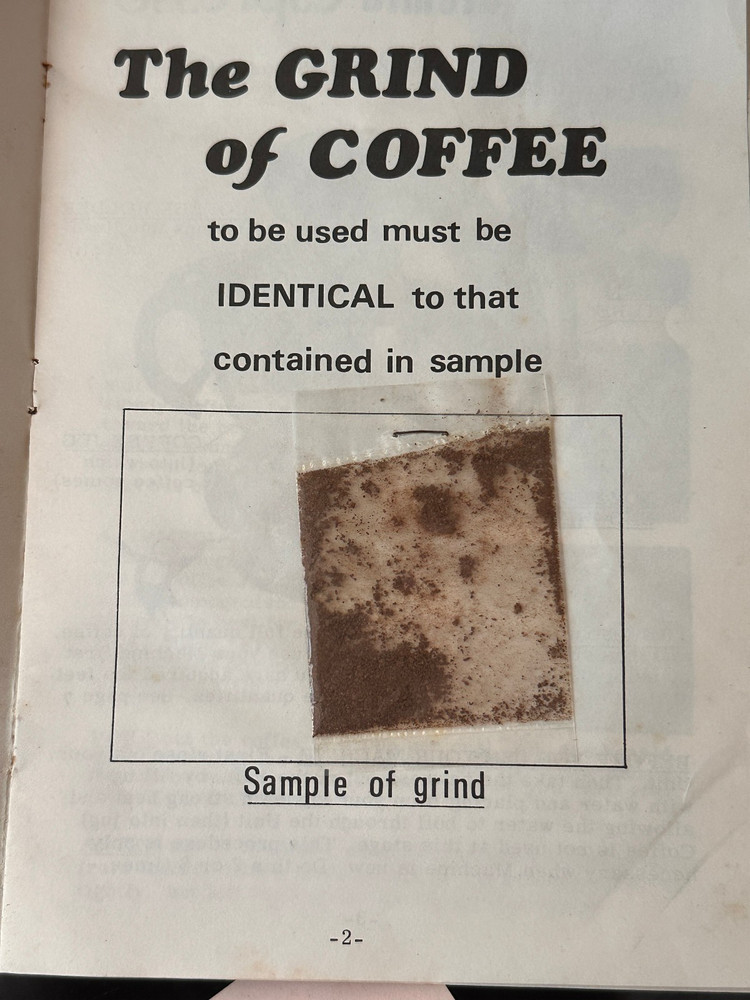 The GRIND
of COFFEE
to be used must be
IDENTICAL to that
contained in sample
Sample of grind
-2-